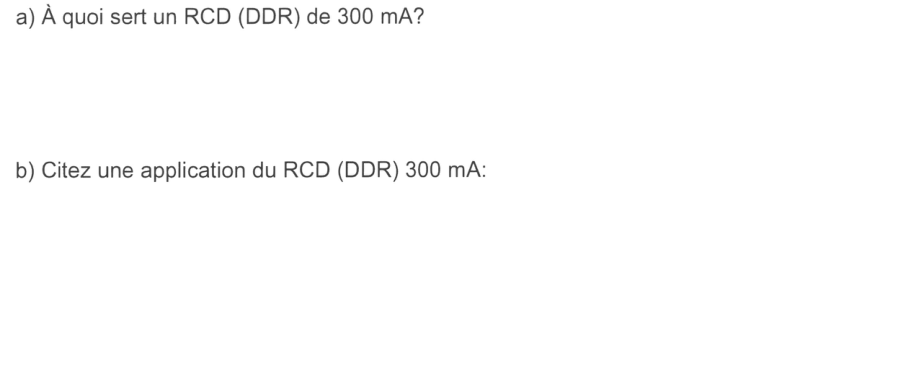 a) À quoi sert un RCD (DDR) de 300 mA?
b) Citez une application du RCD (DDR) 300 mA: